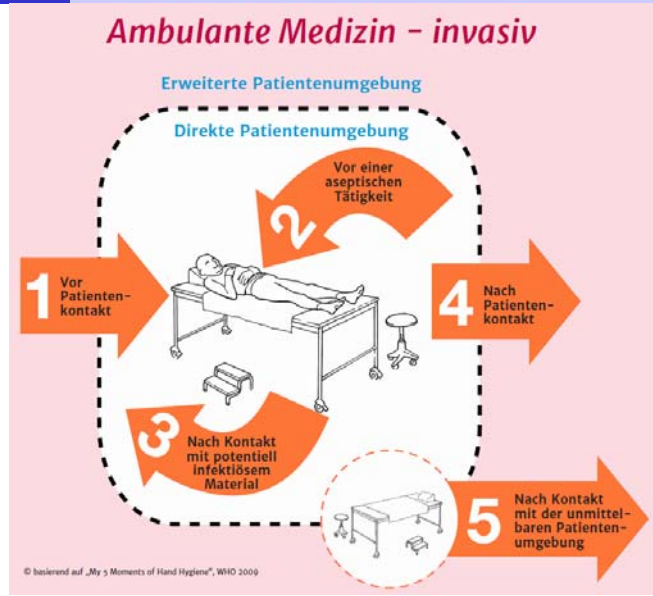 Ambulante Medizin – invasiv
Erweiterte Patientenumgebung
Direkte Patientenumgebung
1
Vor
Patienten-
kontakt
2
Vor einer
aseptischen
Tätigkeit
3
Nach Kontakt
mit potentiell
infektiösem
Material
4
Nach
Patienten-
kontakt
5
Nach Kontakt
mit der unmittel-
baren Patienten-
umgebung
© basierend auf „My 5 Moments of Hand Hygiene“, WHO 2009